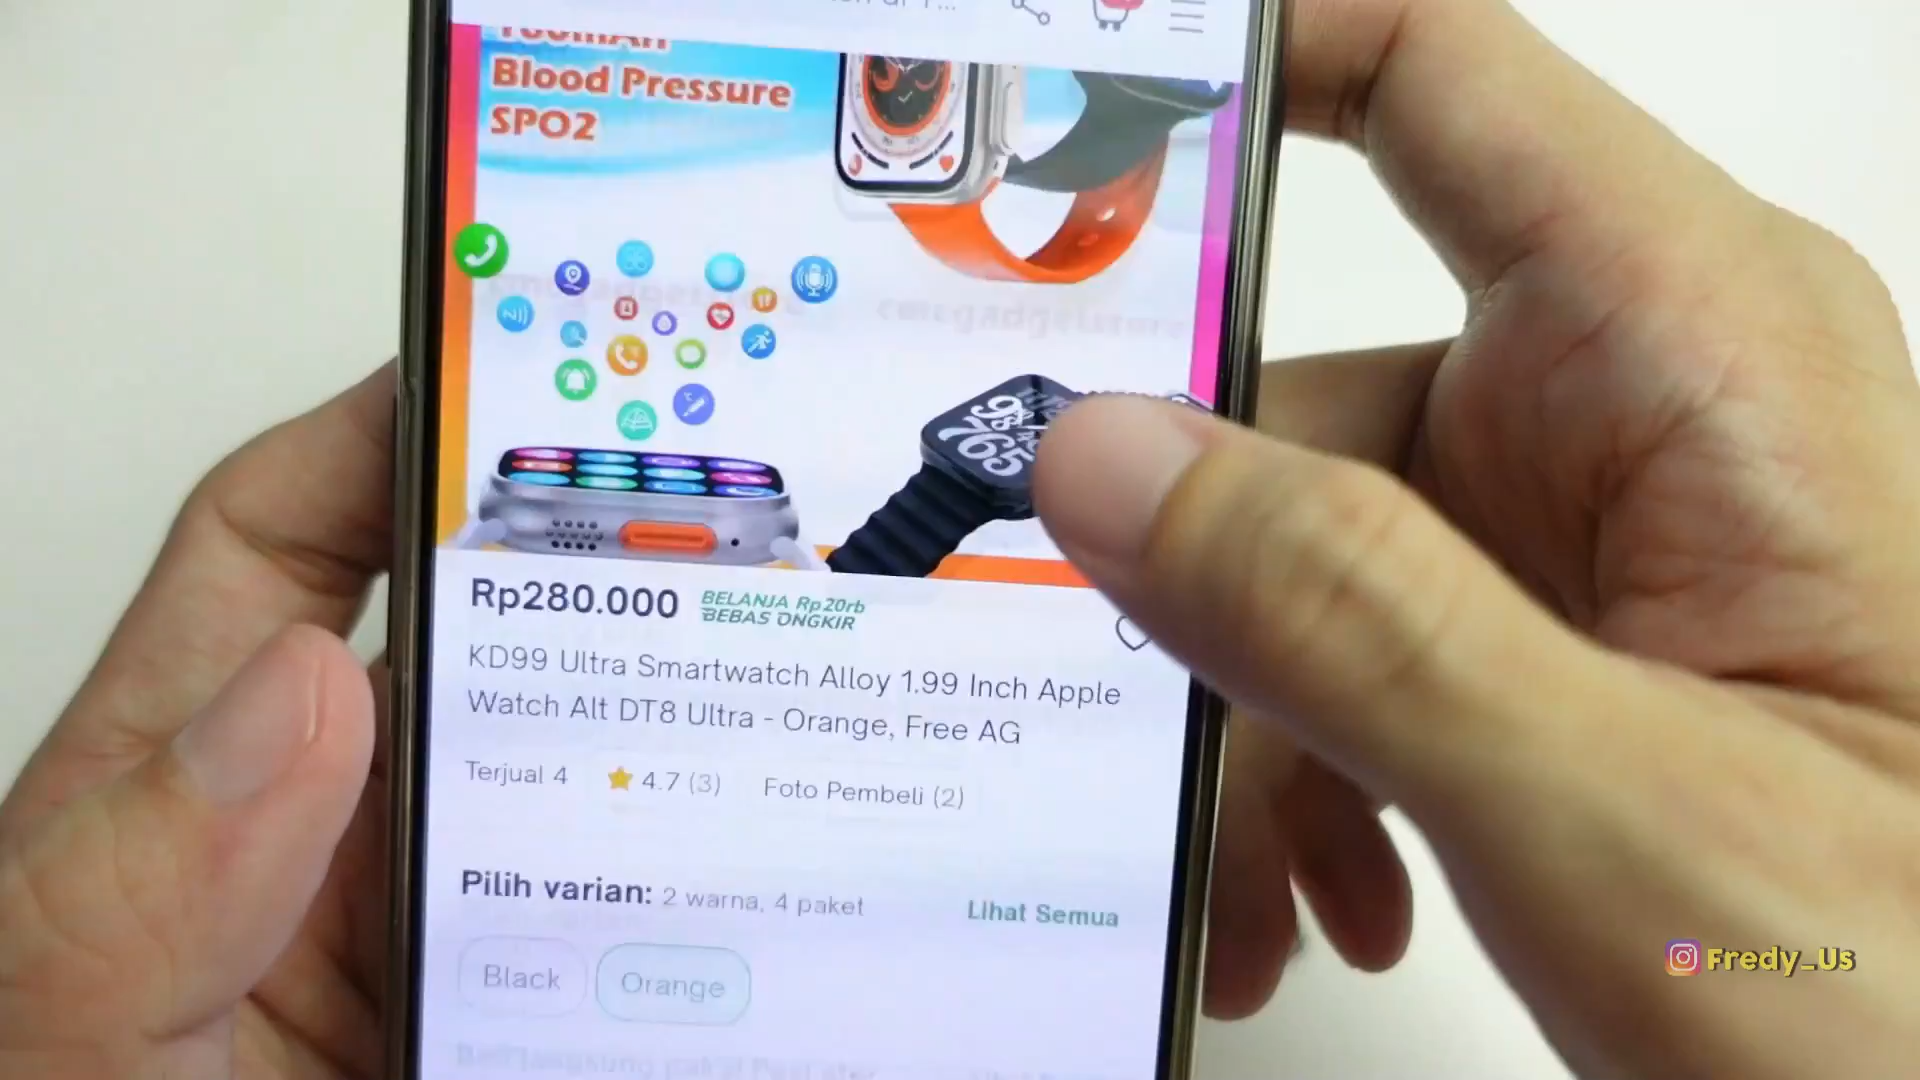 Blood Pressure
SPO2
cmcgadgetstore
Rp280.000
BELANJA Rp20rb
BEBAS ONGKIR
KD99 Ultra Smartwatch Alloy 1.99 Inch Apple
Watch Alt DT8 Ultra - Orange, Free AG
Terjual 4
4.7 (3)
Foto Pembeli (2)
Pilih varian: 2 warna, 4 paket
Lihat Semua
Black
Orange
Fredy_Us